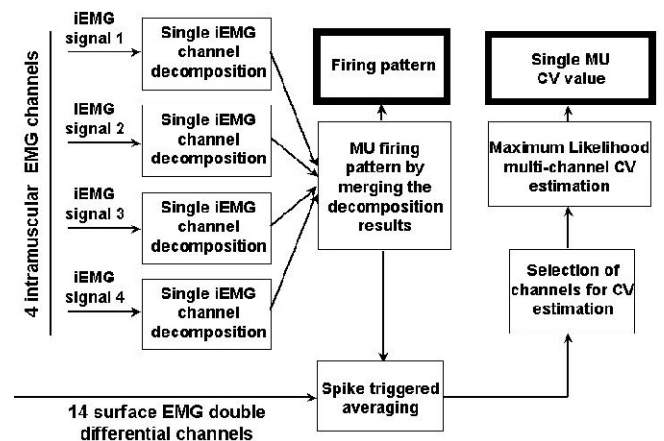 4 intramuscular EMG channels
iEMG
signal 1
Single iEMG
channel
decomposition
iEMG
signal 2
Single iEMG
channel
decomposition
iEMG
signal 3
Single iEMG
channel
decomposition
iEMG
signal 4
Single iEMG
channel
decomposition
Firing pattern
MU firing
pattern by
merging the
decomposition
results
Single MU
CV value
Maximum Likelihood
multi-channel CV
estimation
Selection of
channels for CV
estimation
Spike triggered
averaging
14 surface EMG double
differential channels